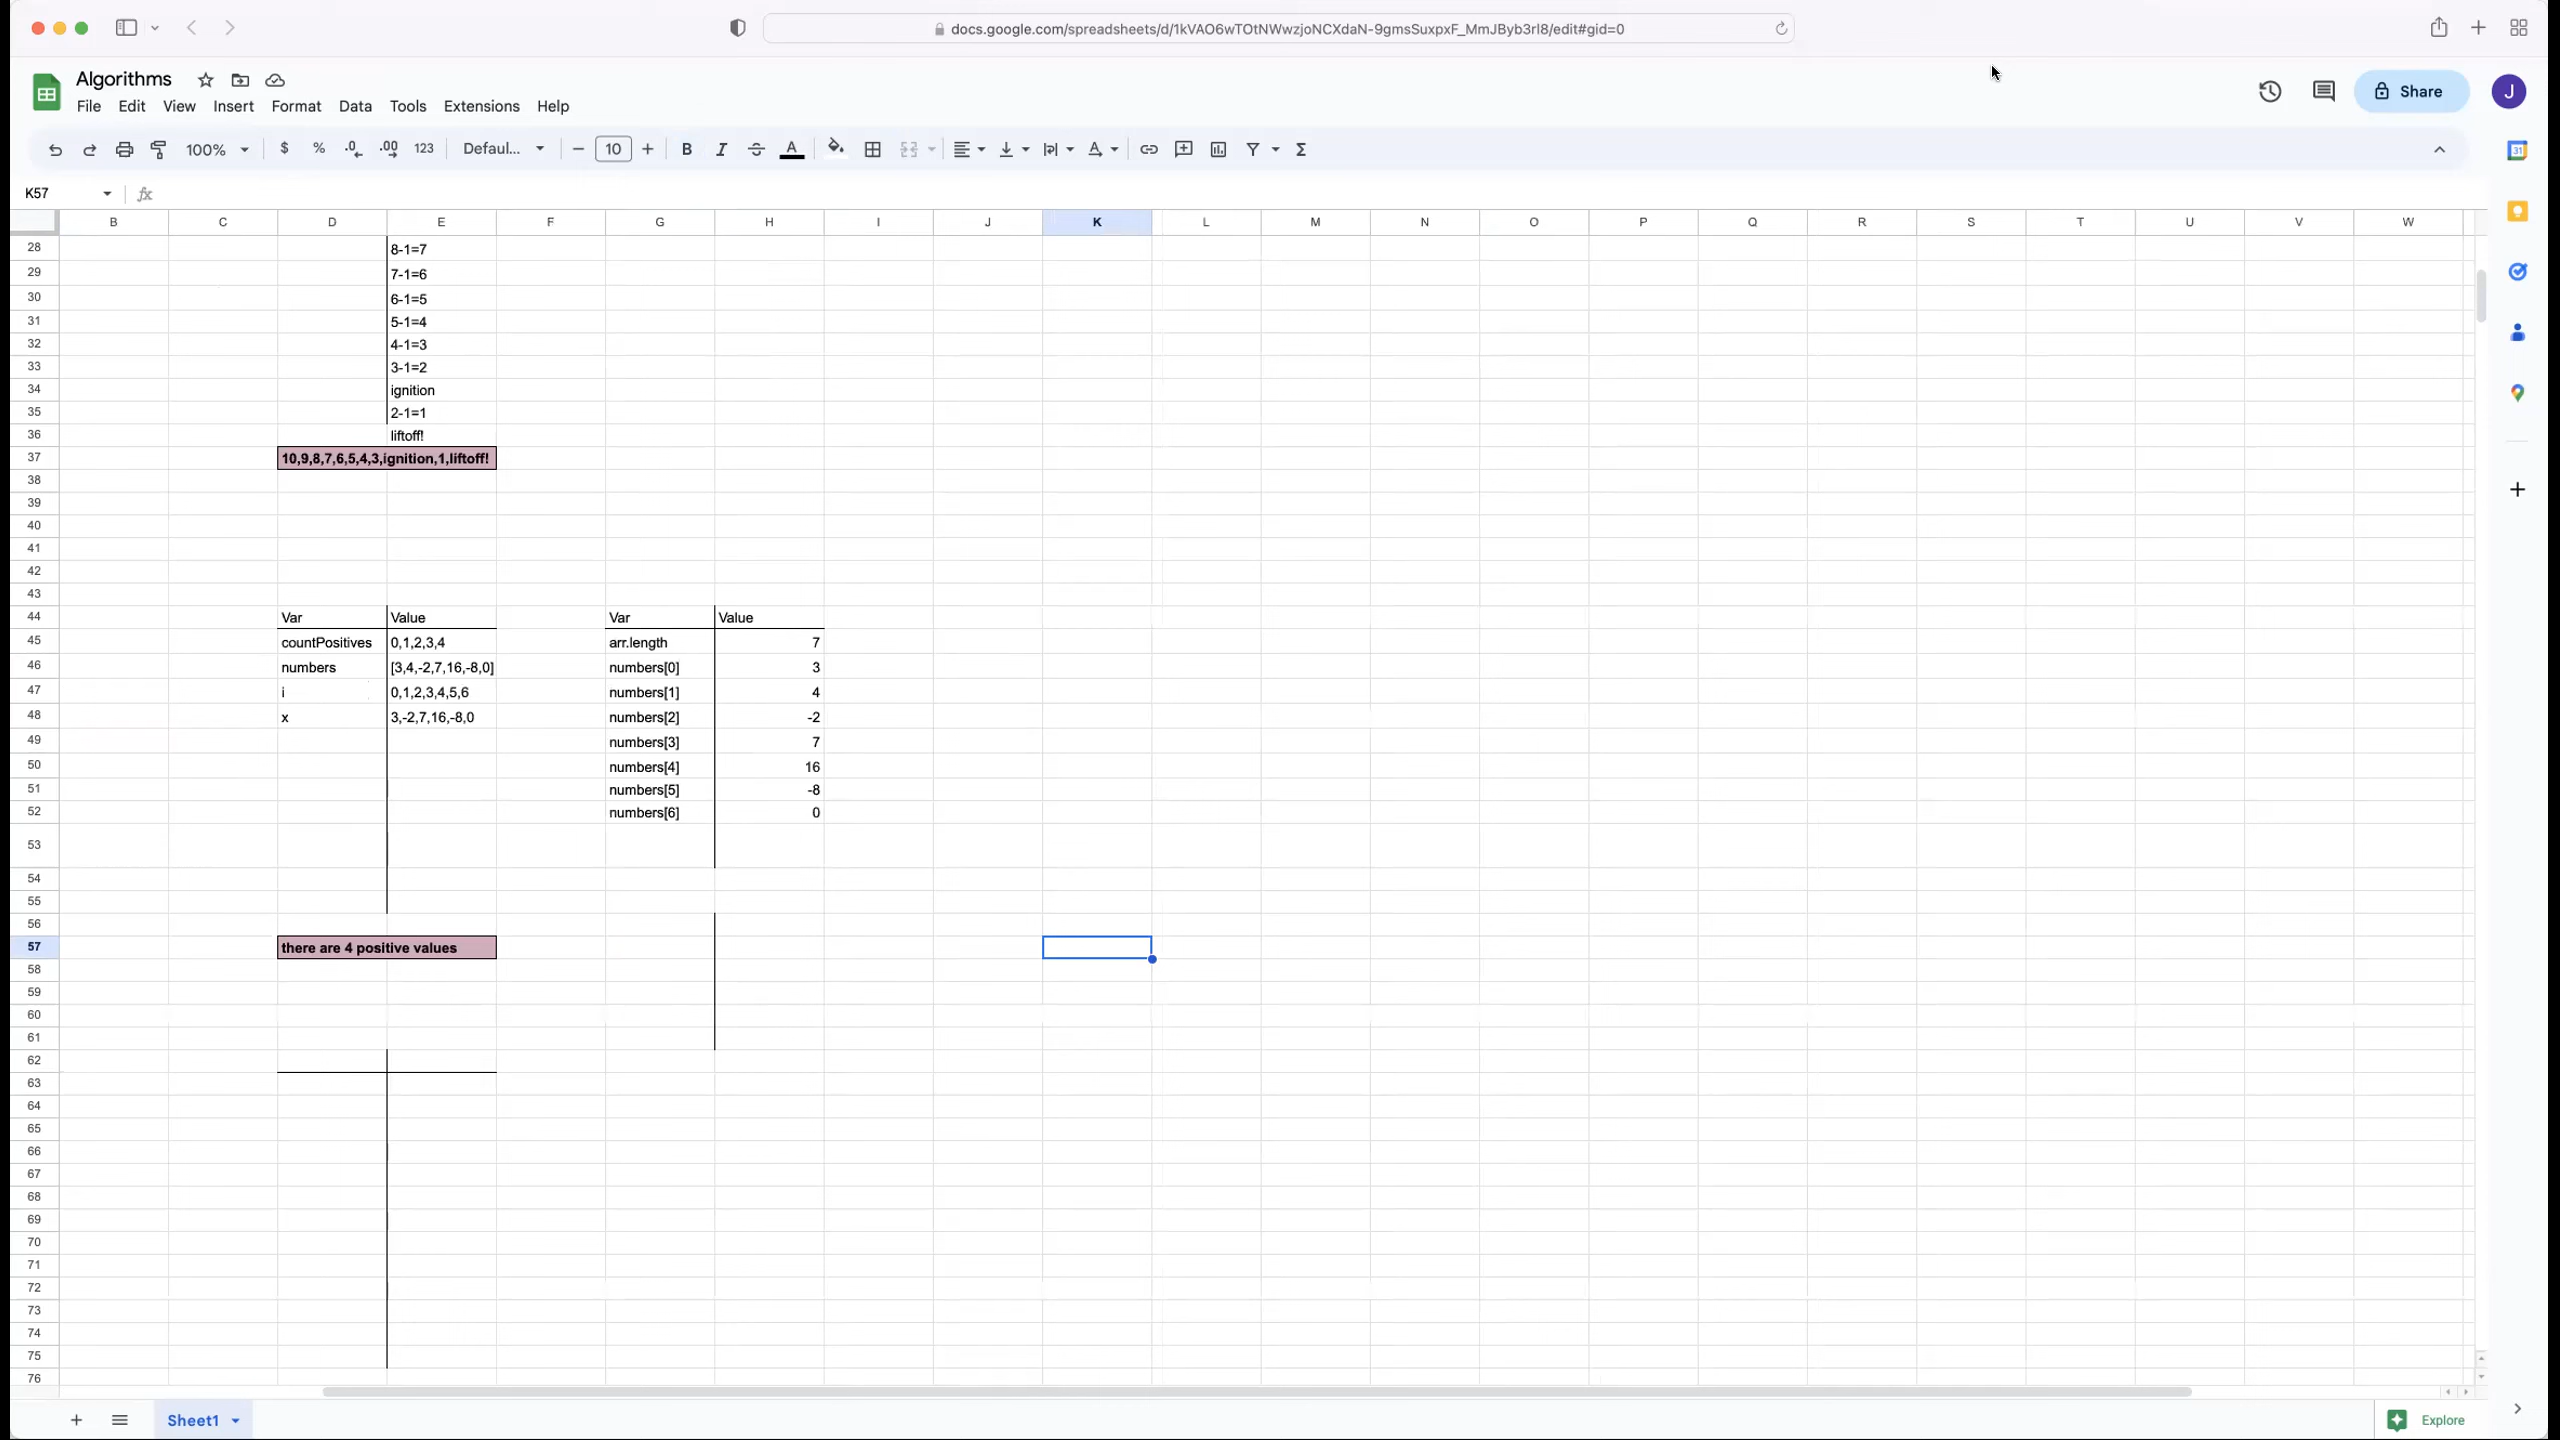 docs.google.com/spreadsheets/d/1kVAO6wTOtNWwzjoNCXdaN-9gmsSuxpxF_MmJByb3rl8/edit#gid=0
Algorithms
File Edit View Insert Format Data Tools Extensions Help
Share
J
100% $ % .0 .00 123 Defaul... 10 B I A
31
K57 fx
B C D E F G H I J K L M N O P Q R S T U V W
28 8-1=7
29 7-1=6
30 6-1=5
31 5-1=4
32 4-1=3
33 3-1=2
34 ignition
35 2-1=1
36 liftoff!
37 10,9,8,7,6,5,4,3,ignition,1,liftoff!
38
39
40
41
42
43
44 Var Value Var Value
45 countPositives 0,1,2,3,4 arr.length 7
46 numbers [3,4,-2,7,16,-8,0] numbers[0] 3
47 i 0,1,2,3,4,5,6 numbers[1] 4
48 x 3,-2,7,16,-8,0 numbers[2] -2
49 numbers[3] 7
50 numbers[4] 16
51 numbers[5] -8
52 numbers[6] 0
53
54
55
56
57 there are 4 positive values
58
59
60
61
62
63
64
65
66
67
68
69
70
71
72
73
74
75
76
Sheet1
Explore